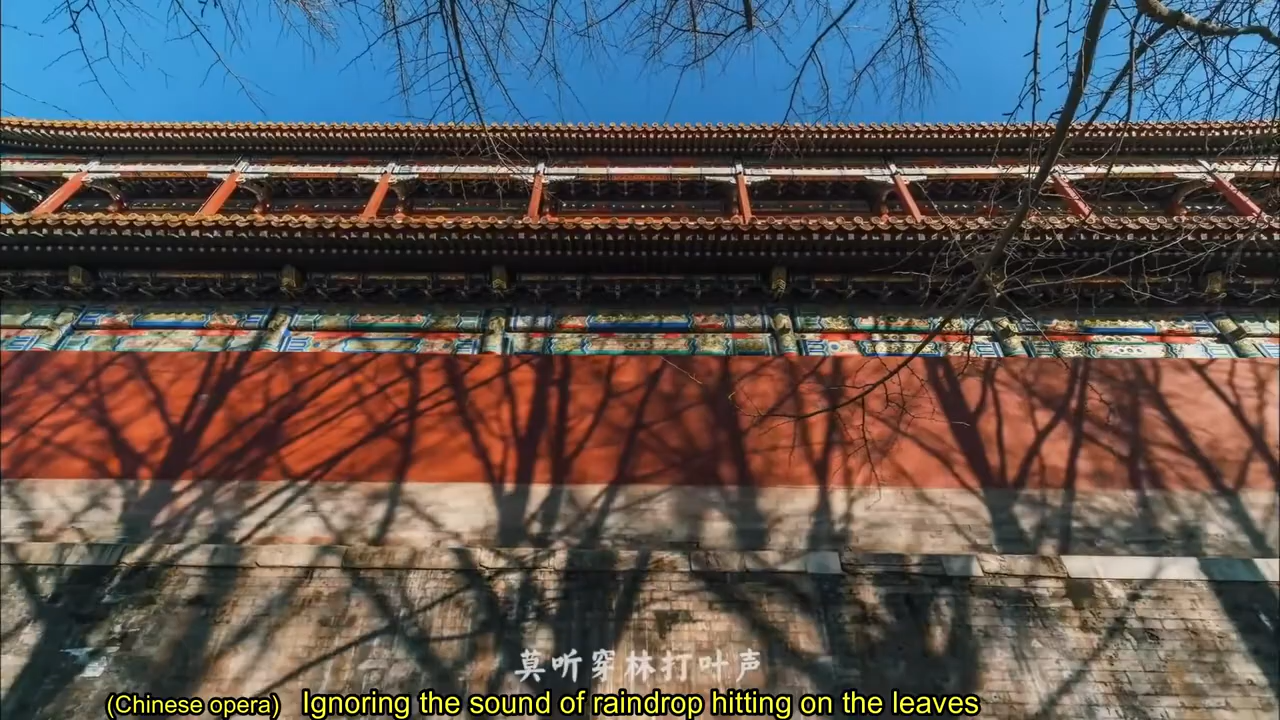 莫听穿林打叶声
(Chinese opera) Ignoring the sound of raindrop hitting on the leaves